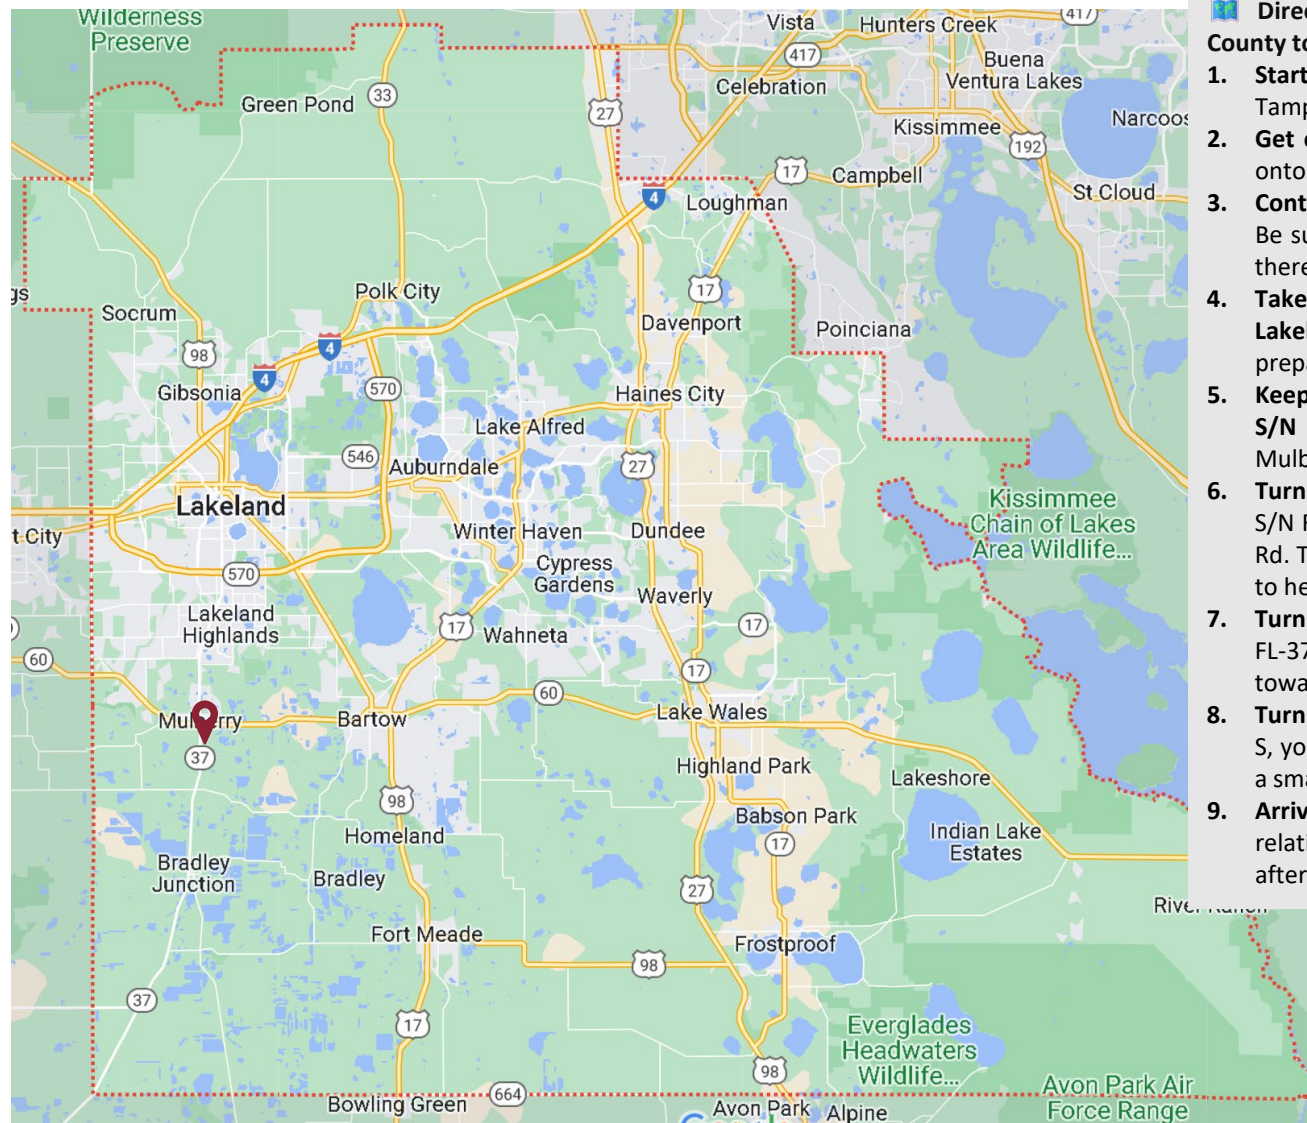 Wilderness
Preserve
Green Pond
33
27
Vista
Hunters Creek
417
417
Celebration
Buena
Ventura Lakes
Kissimmee
Narcoos
192
17
Campbell
St Cloud
4
Loughman
gs
Socrum
Polk City
17
Davenport
Poinciana
98
4
4
Gibsonia
570
Haines City
Lake Alfred
546
Auburndale
27
Lakeland
t City
Winter Haven
Dundee
Kissimmee
Chain of Lakes
Area Wildlife...
Cypress
Gardens
570
Waverly
Lakeland
Highlands
17
Wahneta
17
60
17
60
Mulberry
Bartow
Lake Wales
37
Highland Park
Lakeshore
98
Babson Park
Homeland
17
Indian Lake
Estates
Bradley
Junction
Bradley
27
River Ranch
Fort Meade
Frostproof
98
37
17
Everglades
Headwaters
Wildlife...
98
Avon Park Air
Force Range
664
Bowling Green
Avon Park
Alpine
Direc
County to
1. Start
Tamp
2. Get
onto
3. Cont
Be su
there
4. Take
Lake
prepa
5. Keep
S/N
Mulb
6. Turn
S/N F
Rd. T
to he
7. Turn
FL-37
towa
8. Turn
S, yo
a sma
9. Arriv
relati
after